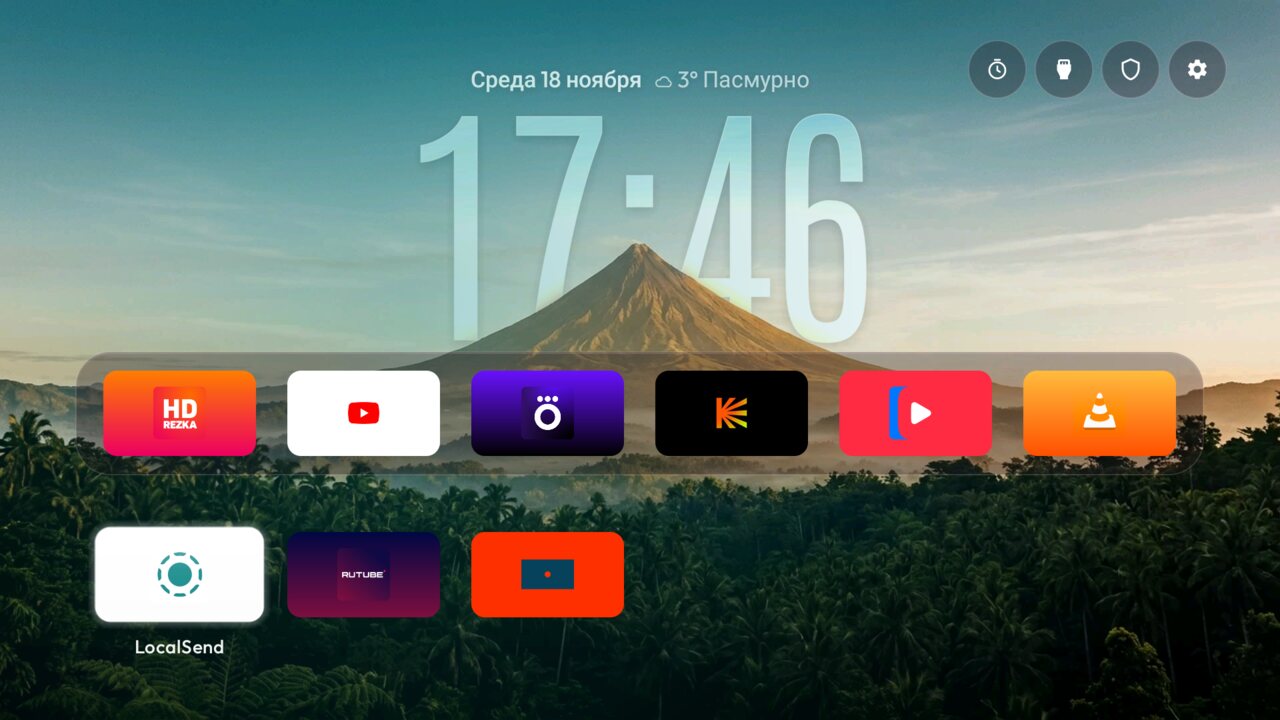 Среда 18 ноября 3° Пасмурно
17:46
HD
REZKA
RUTUBE
LocalSend